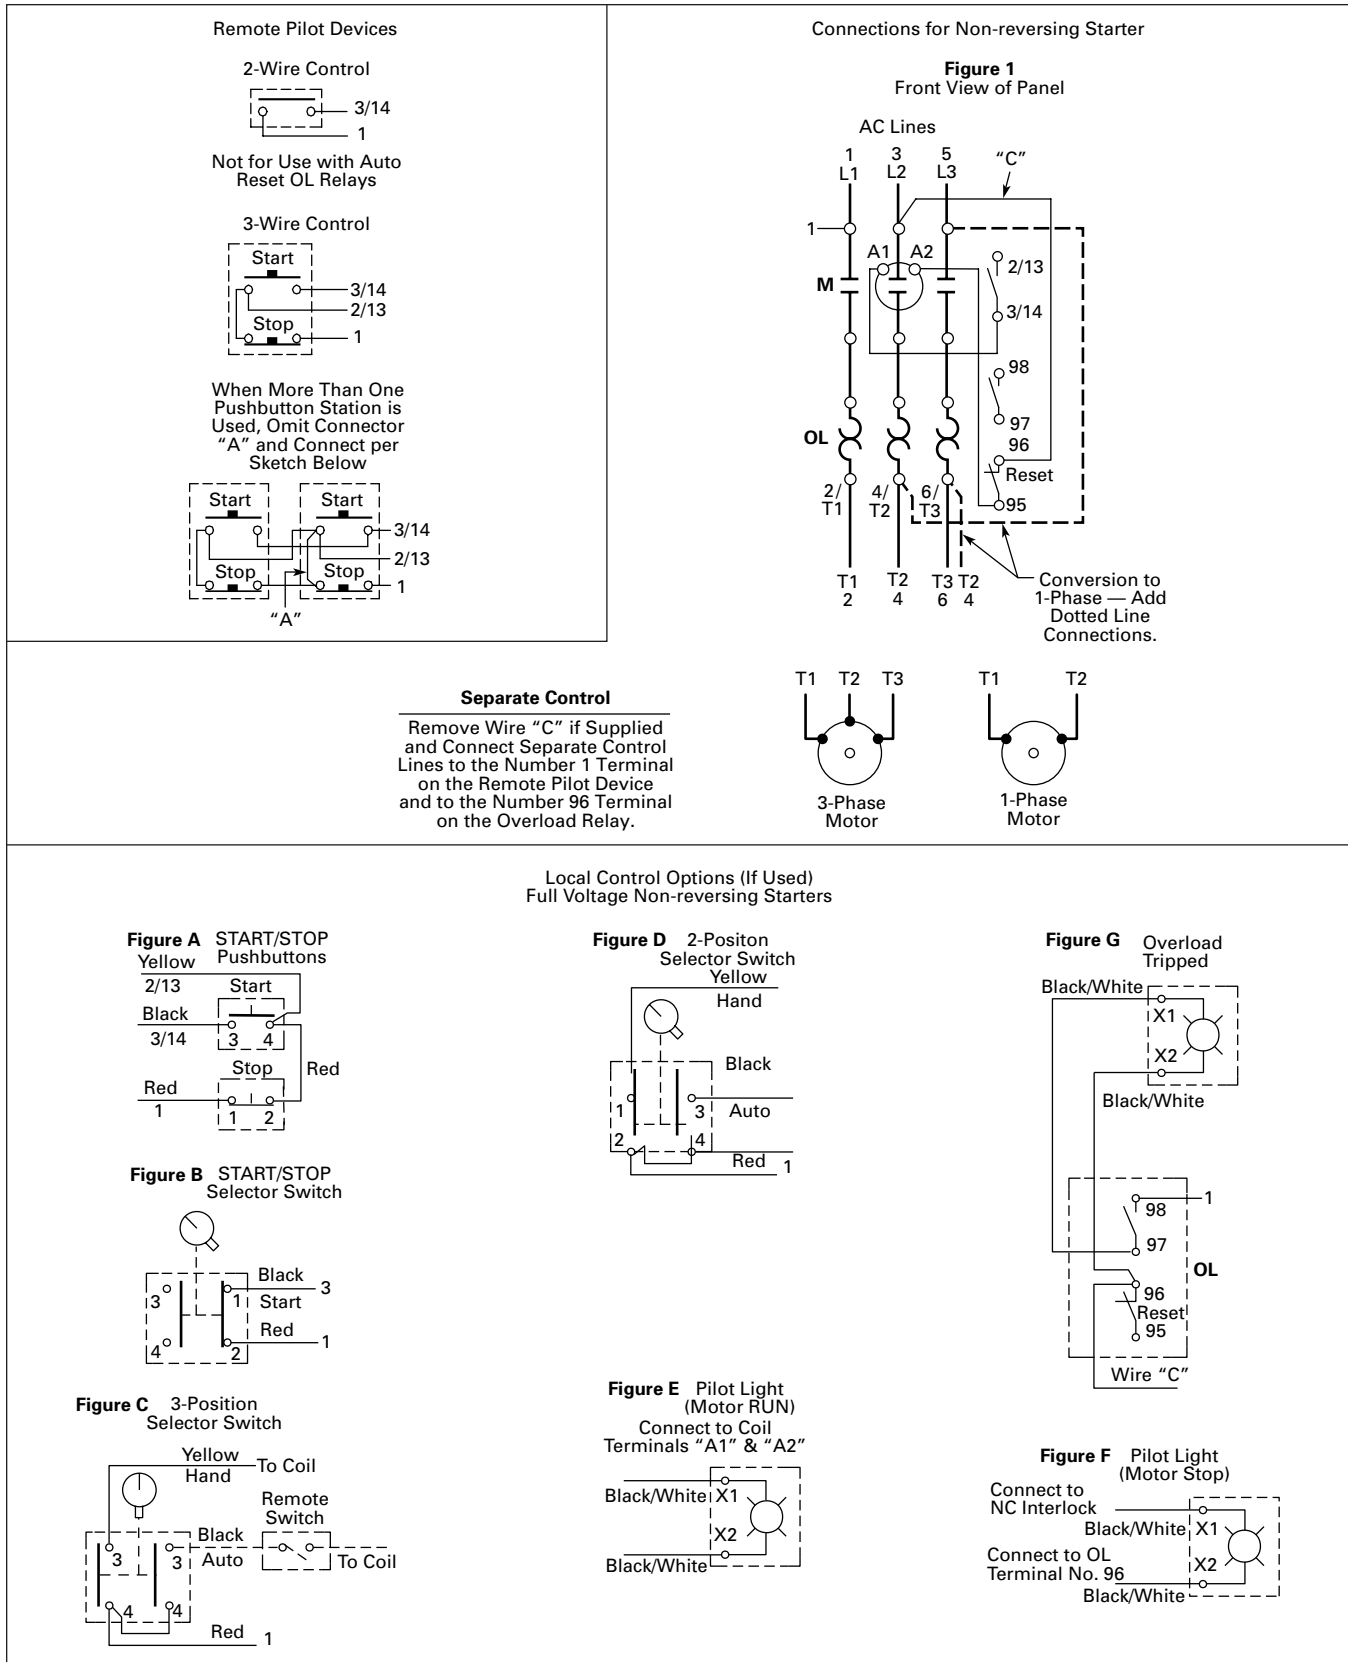 Remote Pilot Devices
2-Wire Control
3/14
1
Not for Use with Auto
Reset OL Relays
3-Wire Control
Start
3/14
2/13
Stop
1
When More Than One
Pushbutton Station is
Used, Omit Connector
“A” and Connect per
Sketch Below
Start
Start
3/14
2/13
Stop
Stop
1
“A”
Connections for Non-reversing Starter
Figure 1
Front View of Panel
AC Lines
1 3 5
L1 L2 L3
“C”
1
A1 A2
2/13
M
3/14
98
97
OL
96
Reset
95
2/ 4/ 6/
T1 T2 T3
T1 T2 T3 T2
2 4 6 4
Conversion to
1-Phase — Add
Dotted Line
Connections.
Separate Control
Remove Wire “C” if Supplied
and Connect Separate Control
Lines to the Number 1 Terminal
on the Remote Pilot Device
and to the Number 96 Terminal
on the Overload Relay.
T1 T2 T3
3-Phase
Motor
T1 T2
1-Phase
Motor
Local Control Options (If Used)
Full Voltage Non-reversing Starters
Figure A START/STOP
Pushbuttons
Yellow
2/13
Start
Black
3/14
3 4
Stop
Red
Red
1
1 2
Figure B START/STOP
Selector Switch
Black
3
3
1
Start
Red
1
4
2
Figure C 3-Position
Selector Switch
Yellow
Hand
To Coil
Remote
Switch
Black
3
3
Auto
To Coil
4
4
Red
1
Figure D 2-Positon
Selector Switch
Yellow
Hand
Black
1
3
Auto
2
4
Red
1
Figure E Pilot Light
(Motor RUN)
Connect to Coil
Terminals “A1” & “A2”
Black/White
X1
X2
Black/White
Figure G Overload
Tripped
Black/White
X1
X2
Black/White
98
1
97
OL
96
Reset
95
Wire “C”
Figure F Pilot Light
(Motor Stop)
Connect to
NC Interlock
Black/White
X1
Connect to OL
Terminal No. 96
X2
Black/White